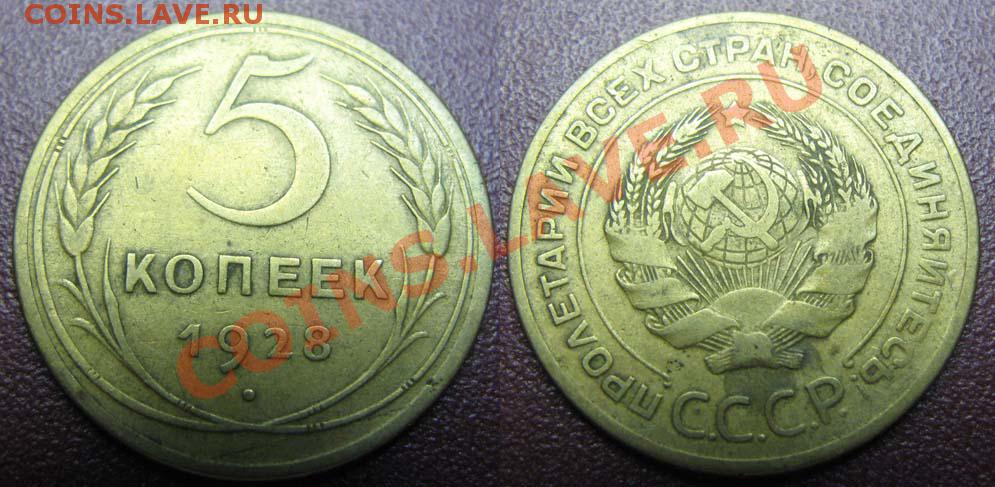 COINS.LAVE.RU
5
КОПЕЕК
1928
COINS.LAVE.RU
ПРОЛЕТАРИИ ВСЕХ СТРАН СОЕДИНЯЙТЕСЬ!
С.С.С.Р.